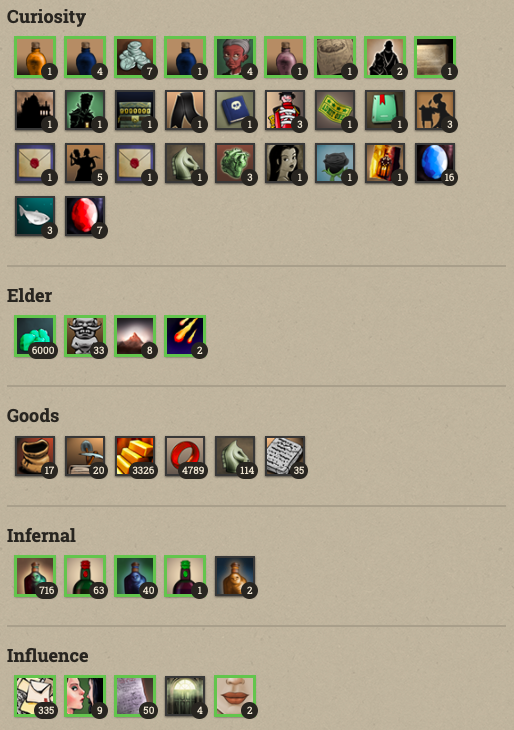 Curiosity
1 4 7 1 4 1 1 2 1
1 1 1 1 1 3 1 1 3
1 5 1 1 3 1 1 1 16
3 7
Elder
6000 33 8 2
Goods
17 20 3326 4789 114 35
Infernal
716 63 40 1 2
Influence
335 9 50 4 2